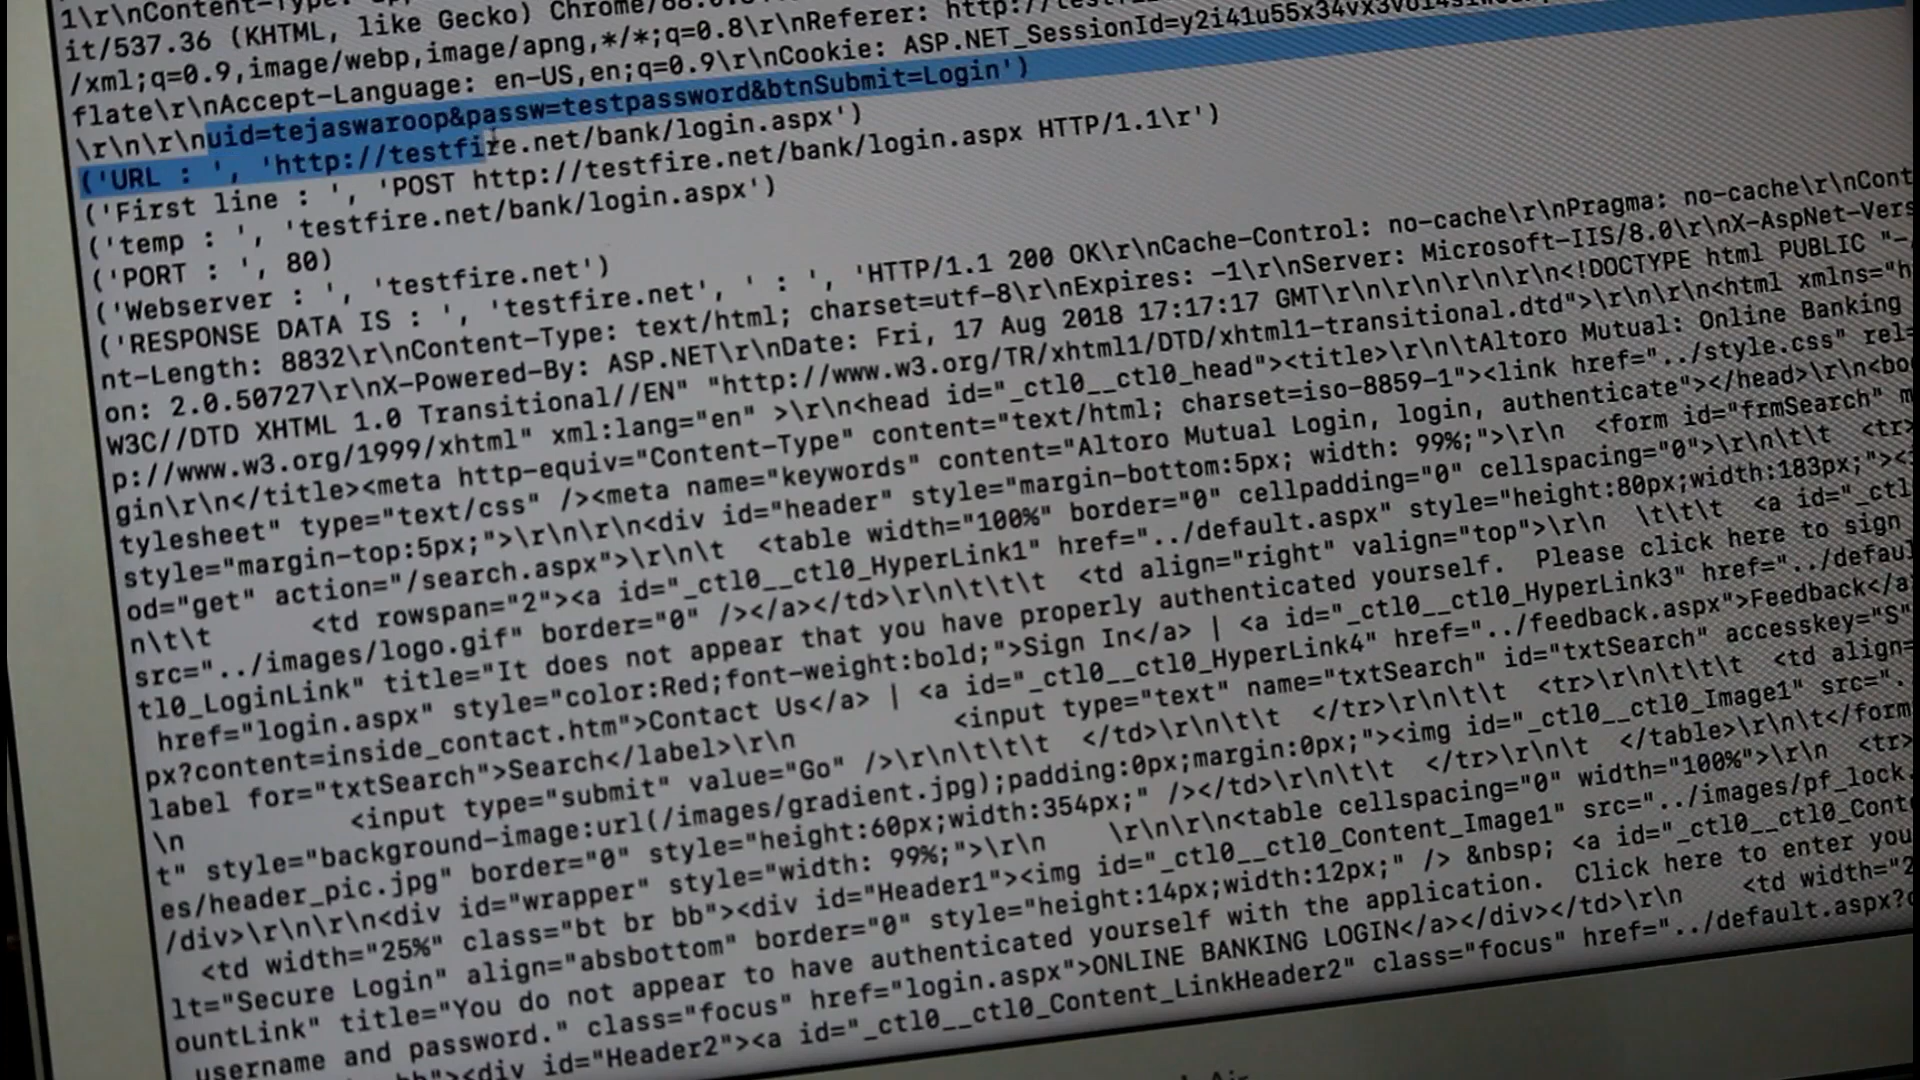 1\r\nContent-Type:
it/537.36 (KHTML, like Gecko) Chrome/68.0.
/xml;q=0.9,image/webp,image/apng,*/*;q=0.8\r\nReferer: http://
flate\r\nAccept-Language: en-US,en;q=0.9\r\nCookie: ASP.NET_SessionId=
\r\n\r\nuid=tejaswaroop&passw=testpassword&btnSubmit=Login')
('URL : ', 'http://testfire.net/bank/login.aspx')
('First line : ', 'POST http://testfire.net/bank/login.aspx HTTP/1.1\r')
('temp : ', 'testfire.net/bank/login.aspx')
('PORT : ', 80)
('Webserver : ', 'testfire.net')
('RESPONSE DATA IS : ', 'testfire.net', ' : ', 'HTTP/1.1 200 OK\r\nCache-Control: no-cache\r\nPragma: no-cache\r\nCont
nt-Length: 8832\r\nContent-Type: text/html; charset=utf-8\r\nExpires: -1\r\nServer: Microsoft-IIS/8.0\r\nX-AspNet-Vers
on: 2.0.50727\r\nX-Powered-By: ASP.NET\r\nDate: Fri, 17 Aug 2018 17:17:17 GMT\r\n\r\n\r\n\r\n<!DOCTYPE html PUBLIC "-
W3C//DTD XHTML 1.0 Transitional//EN" "http://www.w3.org/TR/xhtml1/DTD/xhtml1-transitional.dtd">\r\n\r\n<html xmlns="h
p://www.w3.org/1999/xhtml" xml:lang="en" >\r\n<head id="_ctl0__ctl0_head"><title>\r\n\tAltoro Mutual: Online Banking
gin\r\n</title><meta http-equiv="Content-Type" content="text/html; charset=iso-8859-1"><link href="../style.css" rel=
tylesheet" type="text/css" /><meta name="keywords" content="Altoro Mutual Login, login, authenticate"></head>\r\n<bo
style="margin-top:5px;">\r\n\r\n<div id="header" style="margin-bottom:5px; width: 99%;">\r\n <form id="frmSearch" m
od="get" action="/search.aspx">\r\n\t <table width="100%" border="0" cellpadding="0" cellspacing="0">\r\n\t\t <tr>
n\t\t <td rowspan="2"><a id="_ctl0__ctl0_HyperLink1" href="../default.aspx" style="height:80px;width:183px;"><
src="../images/logo.gif" border="0" /></a></td>\r\n\t\t\t <td align="right" valign="top">\r\n \t\t\t <a id="_ctl
tl0_LoginLink" title="It does not appear that you have properly authenticated yourself. Please click here to sign
href="login.aspx" style="color:Red;font-weight:bold;">Sign In</a> | <a id="_ctl0__ctl0_HyperLink3" href="../defau
px?content=inside_contact.htm">Contact Us</a> | <a id="_ctl0__ctl0_HyperLink4" href="../feedback.aspx">Feedback</a
label for="txtSearch">Search</label>\r\n <input type="text" name="txtSearch" id="txtSearch" accesskey="S"
\n <input type="submit" value="Go" />\r\n\t\t\t </td>\r\n\t\t </tr>\r\n\t\t <tr>\r\n\t\t\t <td align=
t" style="background-image:url(/images/gradient.jpg);padding:0px;margin:0px;"><img id="_ctl0__ctl0_Image1" src=".
es/header_pic.jpg" border="0" style="height:60px;width:354px;" /></td>\r\n\t\t </tr>\r\n\t </table>\r\n\t</form
/div>\r\n\r\n<div id="wrapper" style="width: 99%;">\r\n \r\n\r\n<table cellspacing="0" width="100%">\r\n <tr>
<td width="25%" class="bt br bb"><div id="Header1"><img id="_ctl0__ctl0_Content_Image1" src="../images/pf_lock.
lt="Secure Login" align="absbottom" border="0" style="height:14px;width:12px;" /> &nbsp; <a id="_ctl0__ctl0_Cont
ountLink" title="You do not appear to have authenticated yourself with the application. Click here to enter you
username and password." class="focus" href="login.aspx">ONLINE BANKING LOGIN</a></div></td>\r\n <td width="
"><div id="Header2"><a id="_ctl0__ctl0_Content_LinkHeader2" class="focus" href="../default.aspx?